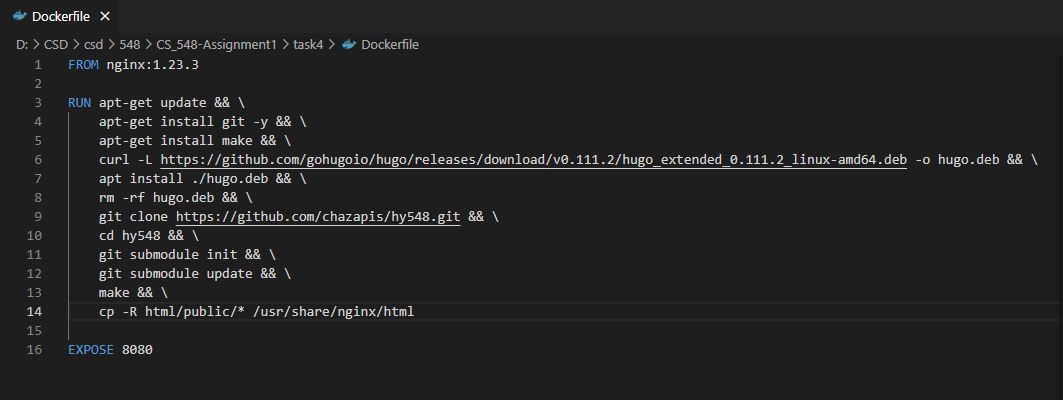 Dockerfile ×
D: > CSD > csd > 548 > CS_548-Assignment1 > task4 > Dockerfile
1 FROM nginx:1.23.3
2
3 RUN apt-get update && \
4 apt-get install git -y && \
5 apt-get install make && \
6 curl -L https://github.com/gohugoio/hugo/releases/download/v0.111.2/hugo_extended_0.111.2_linux-amd64.deb -o hugo.deb && \
7 apt install ./hugo.deb && \
8 rm -rf hugo.deb && \
9 git clone https://github.com/chazapis/hy548.git && \
10 cd hy548 && \
11 git submodule init && \
12 git submodule update && \
13 make && \
14 cp -R html/public/* /usr/share/nginx/html
15
16 EXPOSE 8080